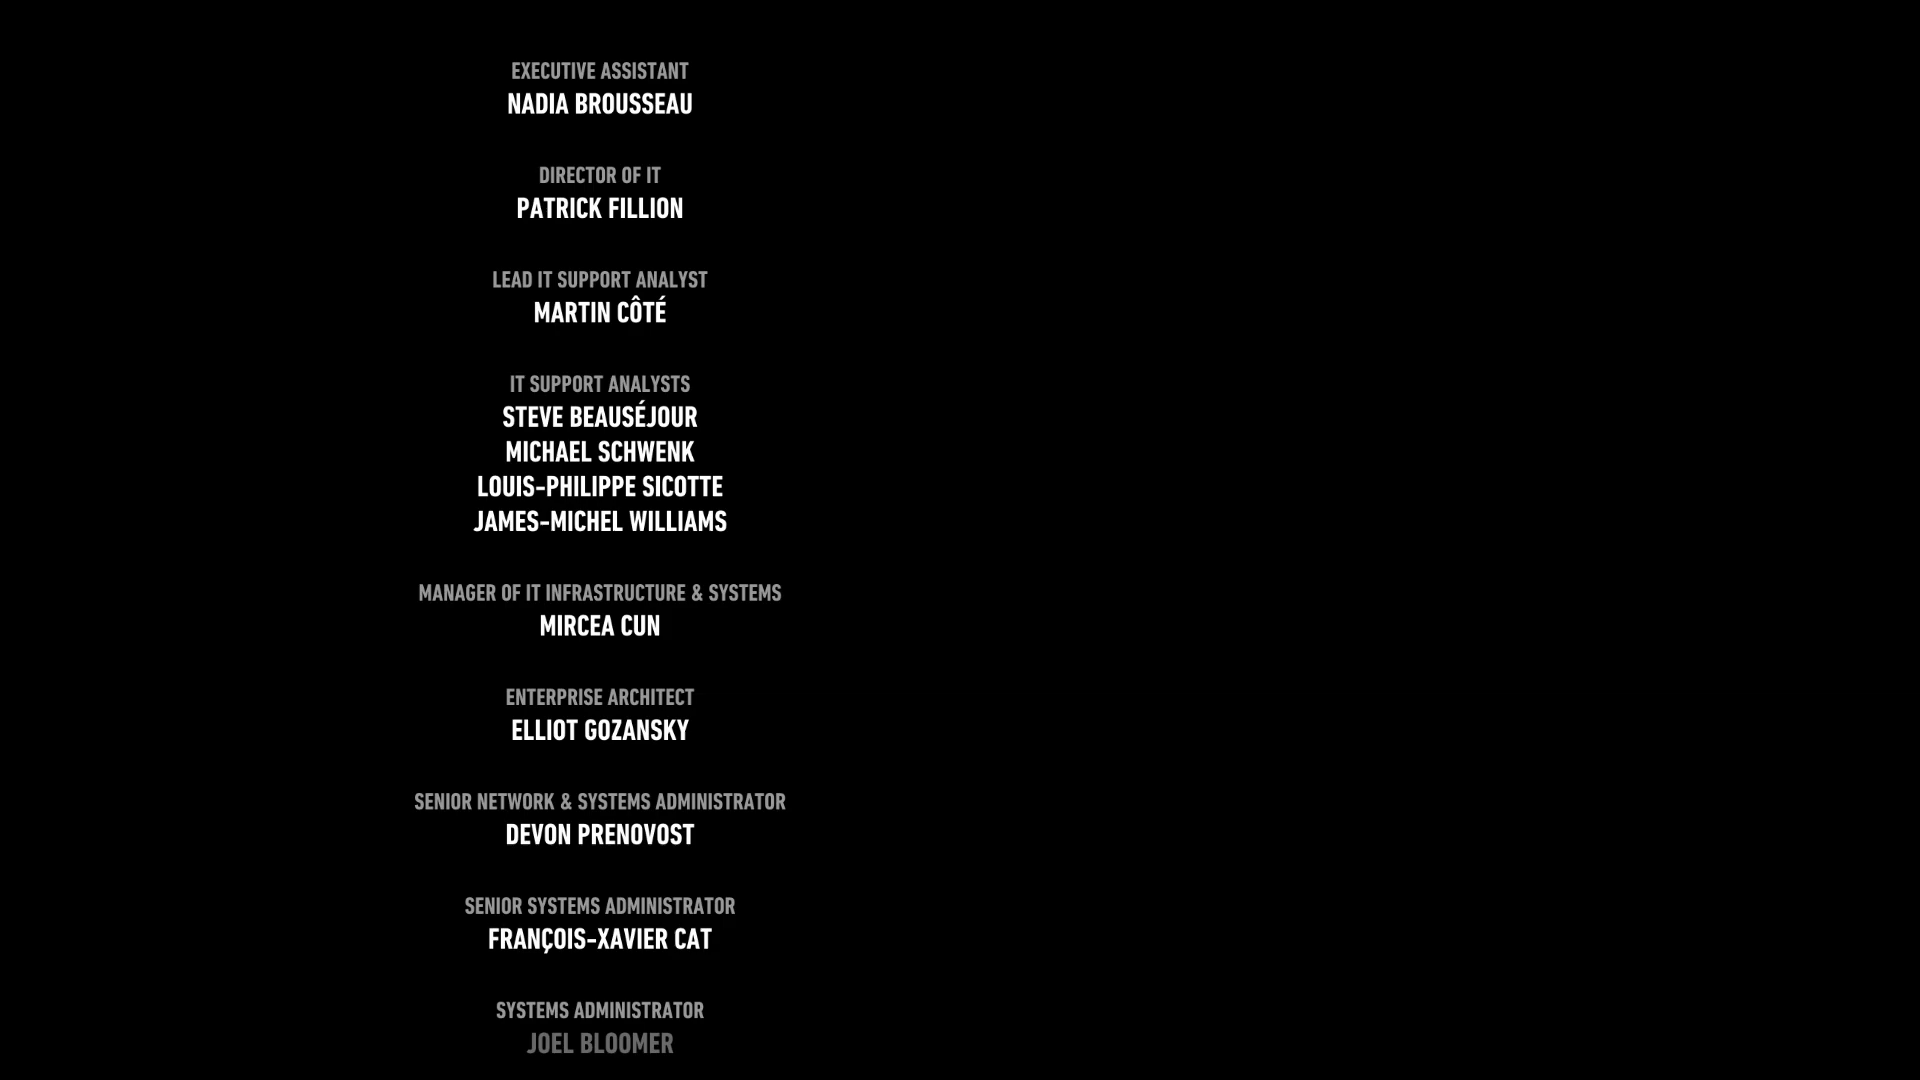 EXECUTIVE ASSISTANT
NADIA BROUSSEAU
DIRECTOR OF IT
PATRICK FILLION
LEAD IT SUPPORT ANALYST
MARTIN CÔTÉ
IT SUPPORT ANALYSTS
STEVE BEAUSÉJOUR
MICHAEL SCHWENK
LOUIS-PHILIPPE SICOTTE
JAMES-MICHEL WILLIAMS
MANAGER OF IT INFRASTRUCTURE & SYSTEMS
MIRCEA CUN
ENTERPRISE ARCHITECT
ELLIOT GOZANSKY
SENIOR NETWORK & SYSTEMS ADMINISTRATOR
DEVON PRENOVOST
SENIOR SYSTEMS ADMINISTRATOR
FRANÇOIS-XAVIER CAT
SYSTEMS ADMINISTRATOR
JOEL BLOOMER